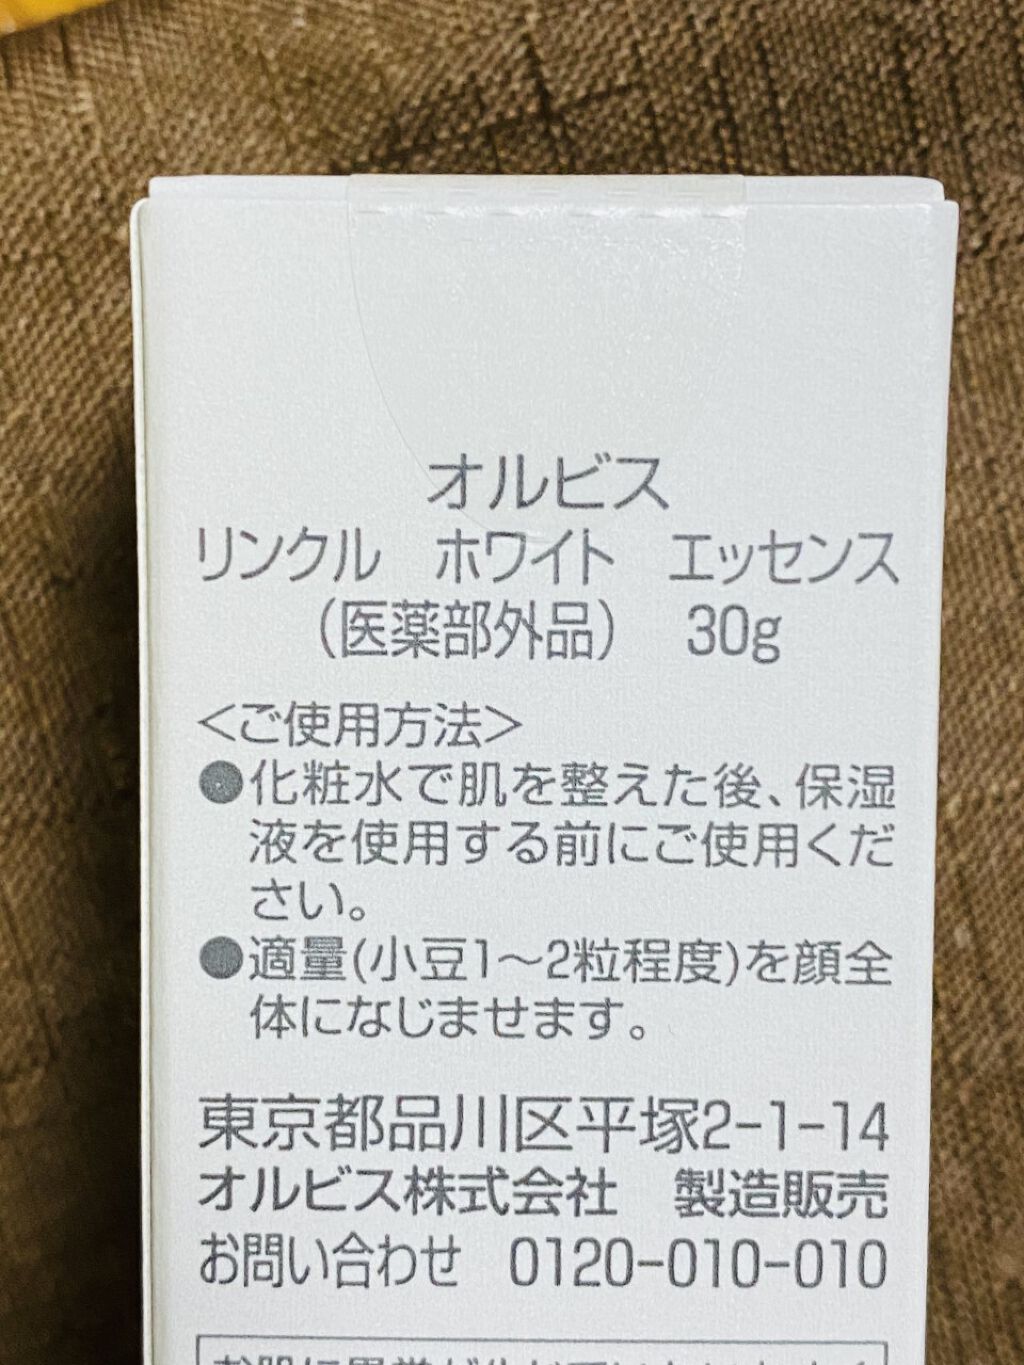 オルビス
リンクル　ホワイト　エッセンス
（医薬部外品）　30g
＜ご使用方法＞
●化粧水で肌を整えた後、保湿
液を使用する前にご使用くだ
さい。
●適量(小豆1～2粒程度)を顔全
体になじませます。
東京都品川区平塚2-1-14
オルビス株式会社　製造販売
お問い合わせ　0120-010-010